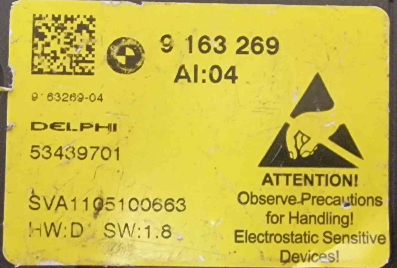 9 163 269
AI:04
9163269-04
DELPHI
53439701
SVA1105100663
HW:D SW:1.8
ATTENTION!
Observe Precautions
for Handling!
Electrostatic Sensitive
Devices!